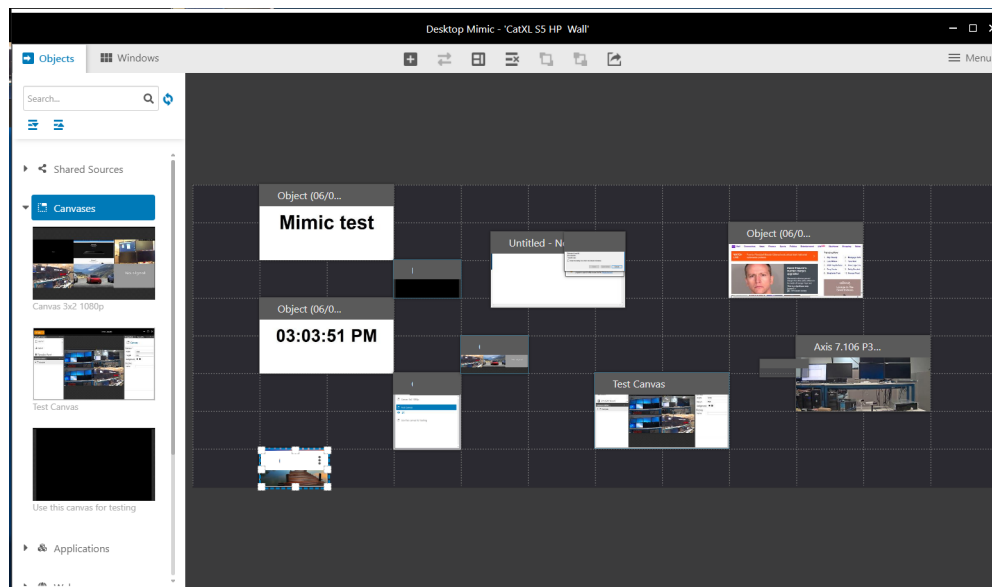 Desktop Mimic - 'CatXL S5 HP Wall'
Objects
Windows
Menu
Search...
Shared Sources
Canvases
Canvas 3x2 1080p
Test Canvas
Use this canvas for testing
Applications
Object (06/0...
Mimic test
Object (06/0...
03:03:51 PM
Untitled - N
Test Canvas
Object (06/0...
Axis 7.106 P3...